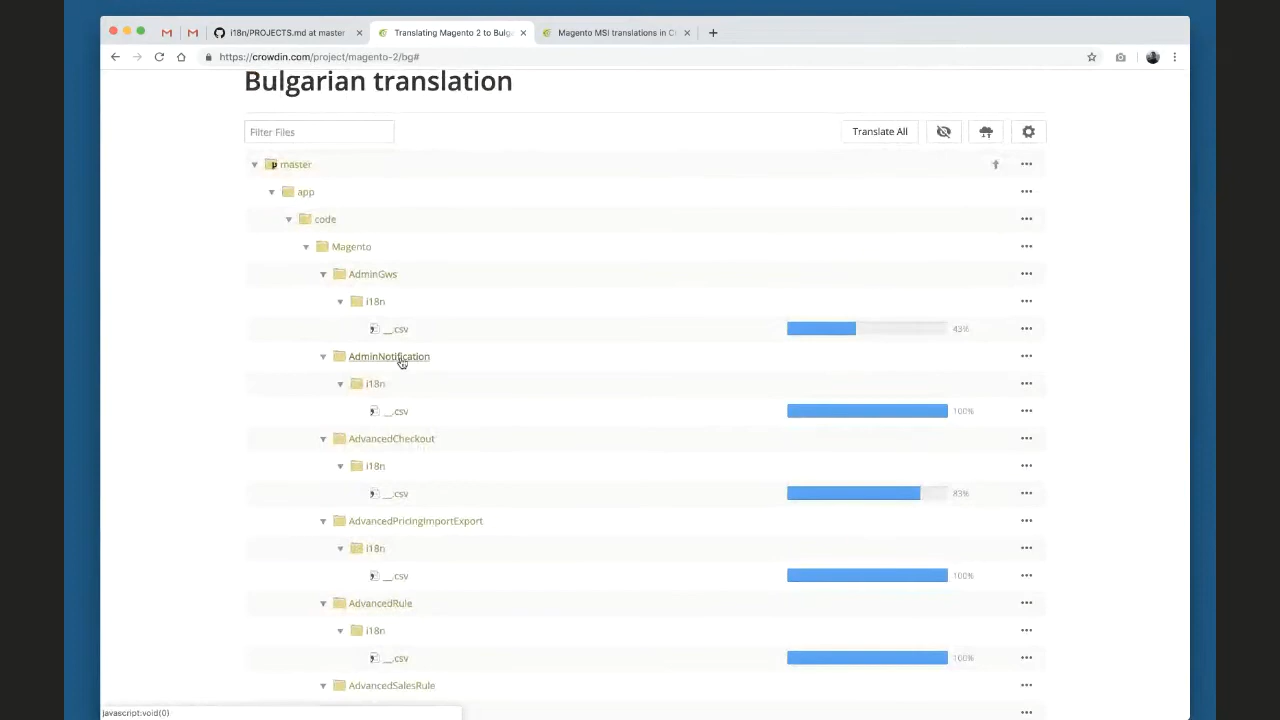 i18n/PROJECTS.md at master
Translating Magento 2 to Bulg
Magento MSI translations in C
https://crowdin.com/project/magento-2/bg#
Bulgarian translation
Filter Files
Translate All
master
app
code
Magento
AdminGws
i18n
__.csv
43%
AdminNotification
i18n
__.csv
100%
AdvancedCheckout
i18n
__.csv
83%
AdvancedPricingImportExport
i18n
__.csv
100%
AdvancedRule
i18n
__.csv
100%
AdvancedSalesRule
javascript:void(0)